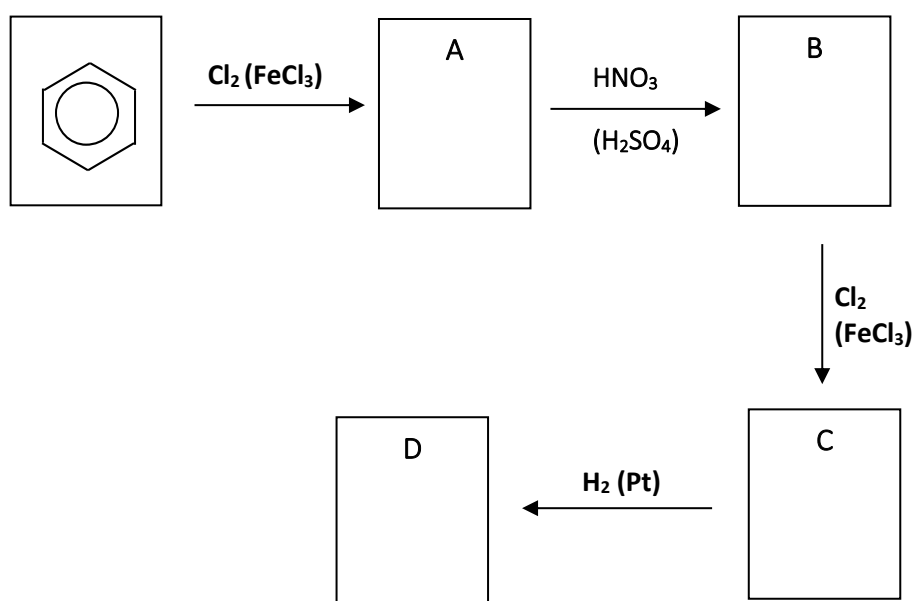 A
B
Cl₂ (FeCl₃)
HNO₃
(H₂SO₄)
Cl₂
(FeCl₃)
D
C
H₂ (Pt)